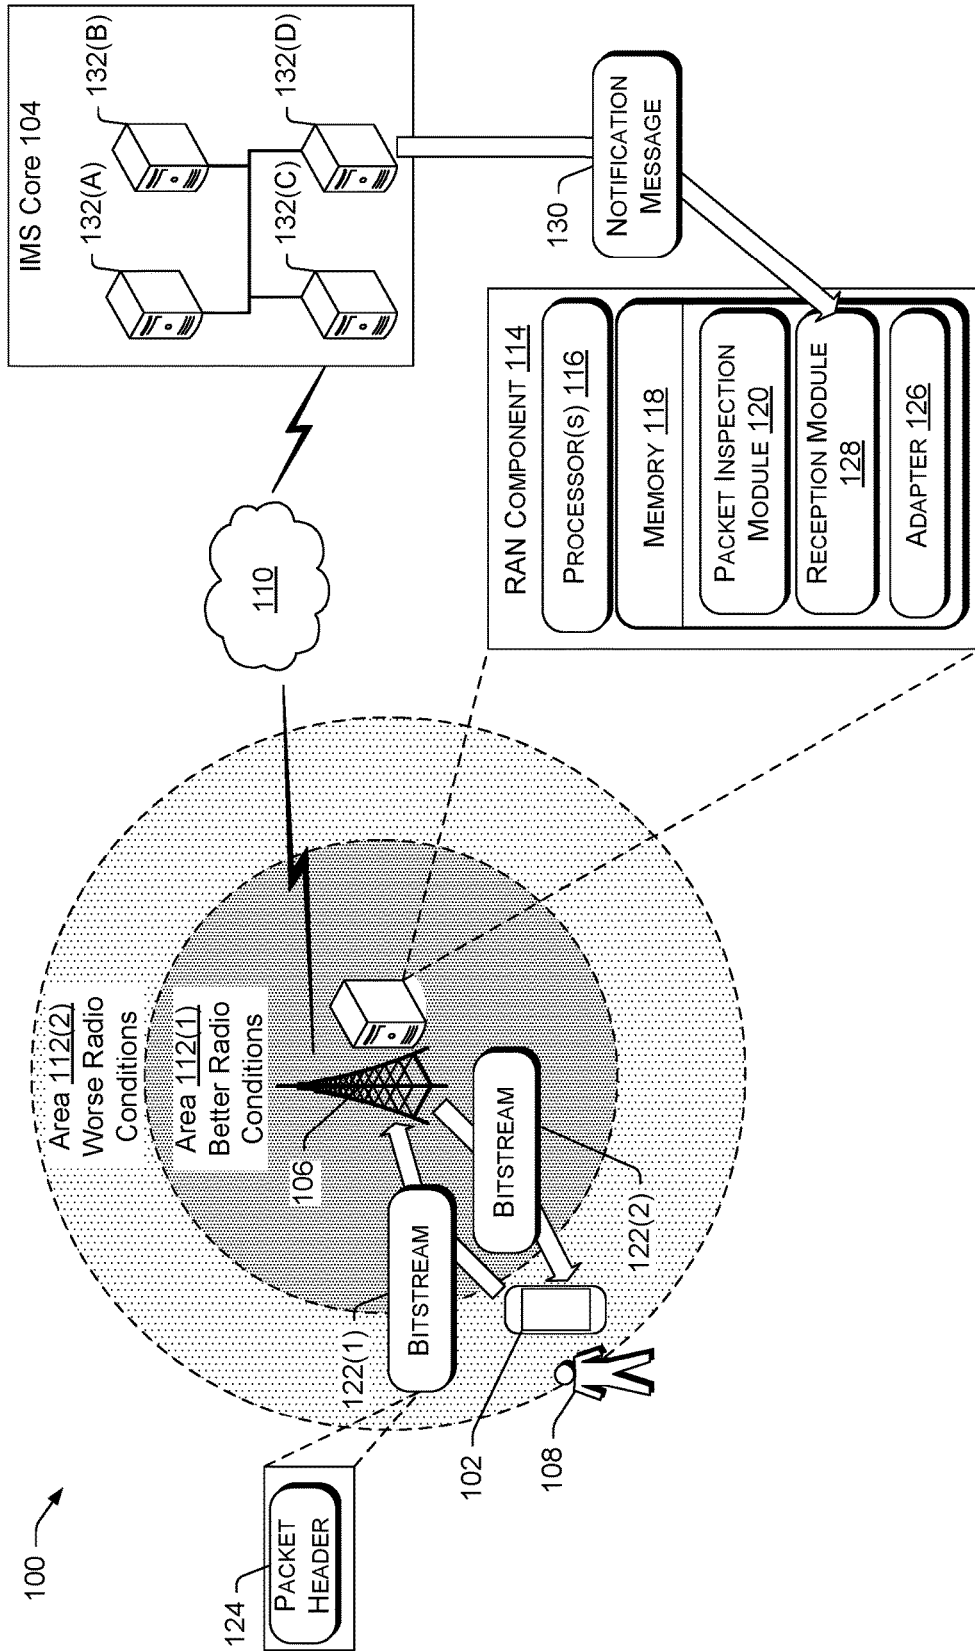 100
124
PACKET
HEADER
122(1)
BITSTREAM
102
108
Area 112(2)
Worse Radio
Conditions
Area 112(1)
Better Radio
Conditions
106
BITSTREAM
122(2)
110
IMS Core 104
132(A)
132(B)
132(C)
132(D)
130
NOTIFICATION
MESSAGE
RAN COMPONENT 114
PROCESSOR(S) 116
MEMORY 118
PACKET INSPECTION
MODULE 120
RECEPTION MODULE
128
ADAPTER 126